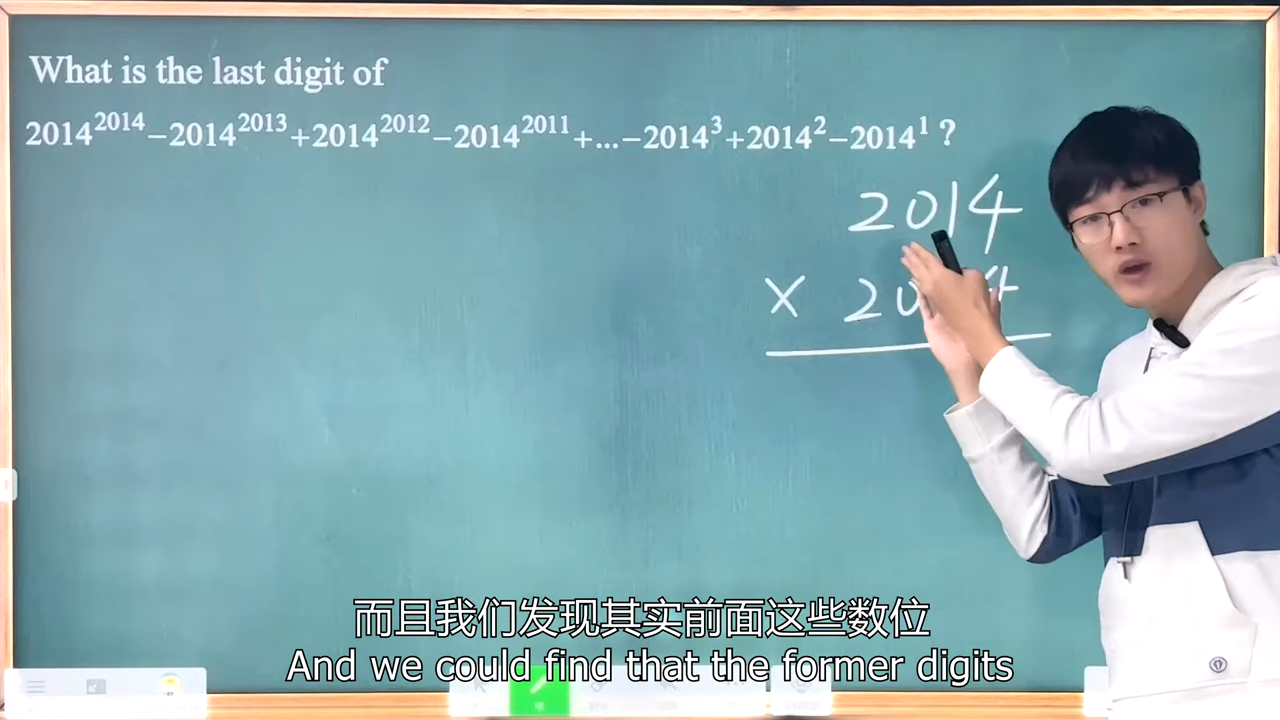 What is the last digit of
2014^2014−2014^2013+2014^2012−2014^2011+...−2014^3+2014^2−2014^1 ?
2014
× 20 4
而且我们发现其实前面这些数位
And we could find that the former digits